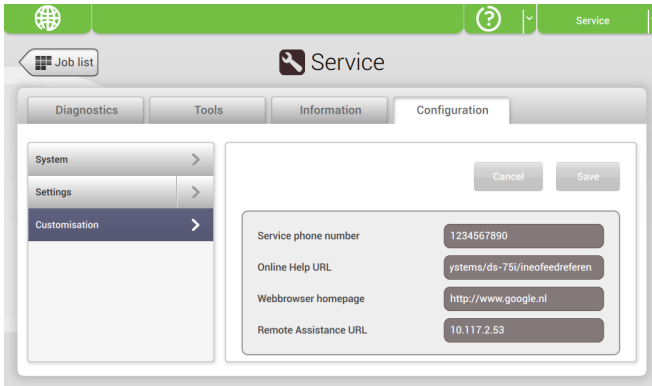 Service
Job list
Service
Diagnostics
Tools
Information
Configuration
System
Settings
Customisation
Cancel
Save
Service phone number
1234567890
Online Help URL
ystems/ds-75i/ineofeedreferen
Webbrowser homepage
http://www.google.nl
Remote Assistance URL
10.117.2.53